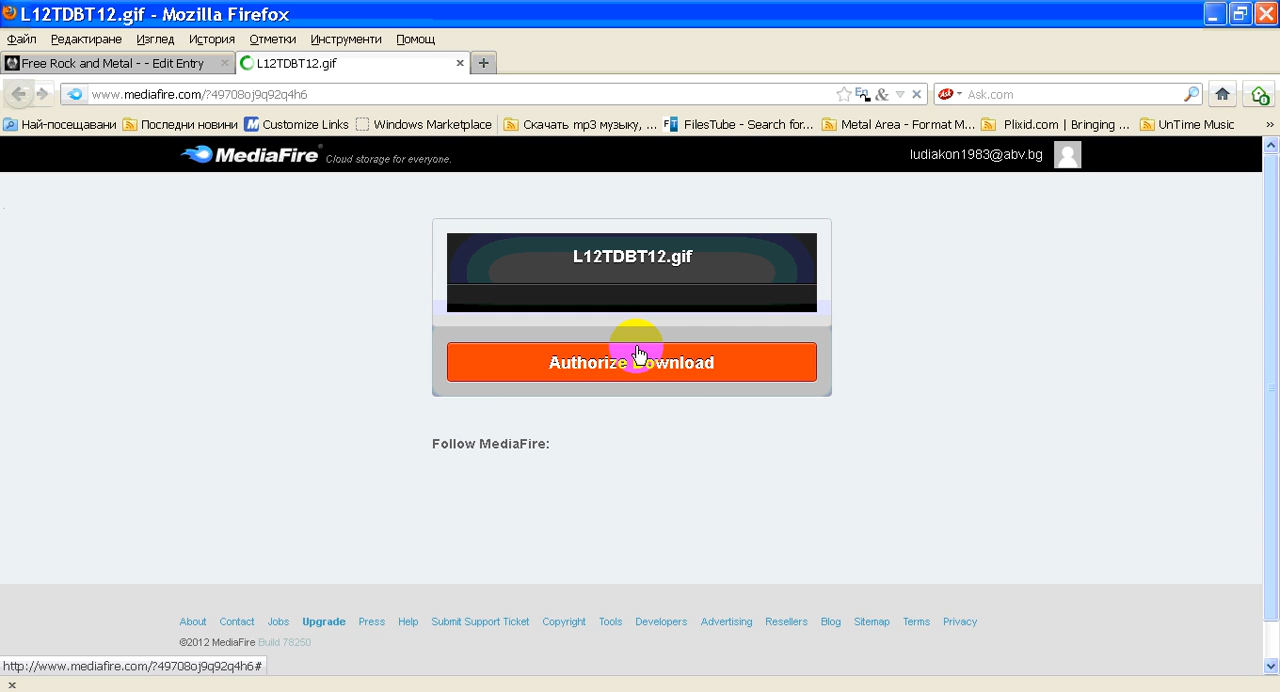 L12TDBT12.gif - Mozilla Firefox
Файл Редактиране Изглед История Отметки Инструменти Помощ
Free Rock and Metal - - Edit Entry L12TDBT12.gif
www.mediafire.com/?49708oj9q92q4h6 Ask Ask.com
Най-посещавани Последни новини Customize Links Windows Marketplace Скачать mp3 музыку, ... FilesTube - Search for... Metal Area - Format M... Plixid.com | Bringing ... UnTime Music
MediaFire Cloud storage for everyone. ludiakon1983@abv.bg
L12TDBT12.gif
Authorize Download
Follow MediaFire:
About Contact Jobs Upgrade Press Help Submit Support Ticket Copyright Tools Developers Advertising Resellers Blog Sitemap Terms Privacy
©2012 MediaFire Build 78250
http://www.mediafire.com/?49708oj9q92q4h6#